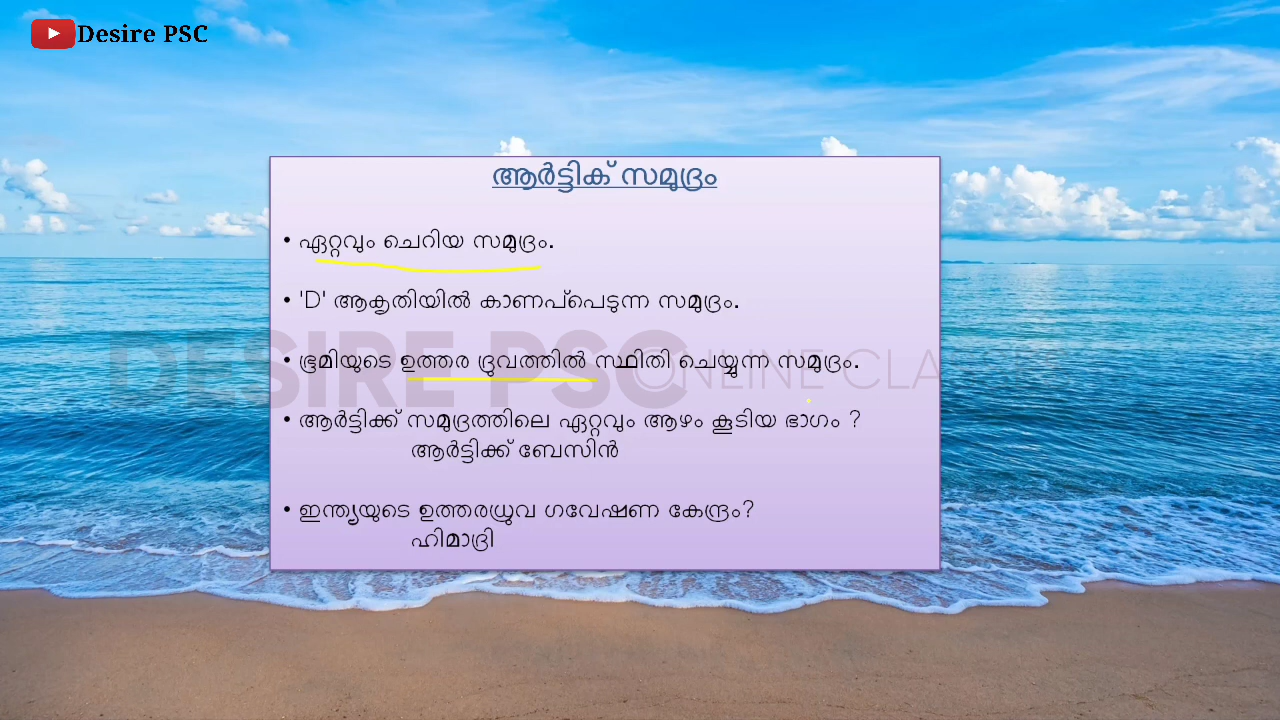 Desire PSC
ആർട്ടിക് സമുദ്രം
• ഏറ്റവും ചെറിയ സമുദ്രം.
• 'D' ആകൃതിയിൽ കാണപ്പെടുന്ന സമുദ്രം.
• ഭൂമിയുടെ ഉത്തര ദ്രുവത്തിൽ സ്ഥിതി ചെയ്യുന്ന സമുദ്രം.
DESIRE PSC ONLINE CLA
• ആർട്ടിക്ക് സമുദ്രത്തിലെ ഏറ്റവും ആഴം കൂടിയ ഭാഗം ?
ആർട്ടിക്ക് ബേസിൻ
• ഇന്ത്യയുടെ ഉത്തരധ്രുവ ഗവേഷണ കേന്ദ്രം?
ഹിമാദ്രി